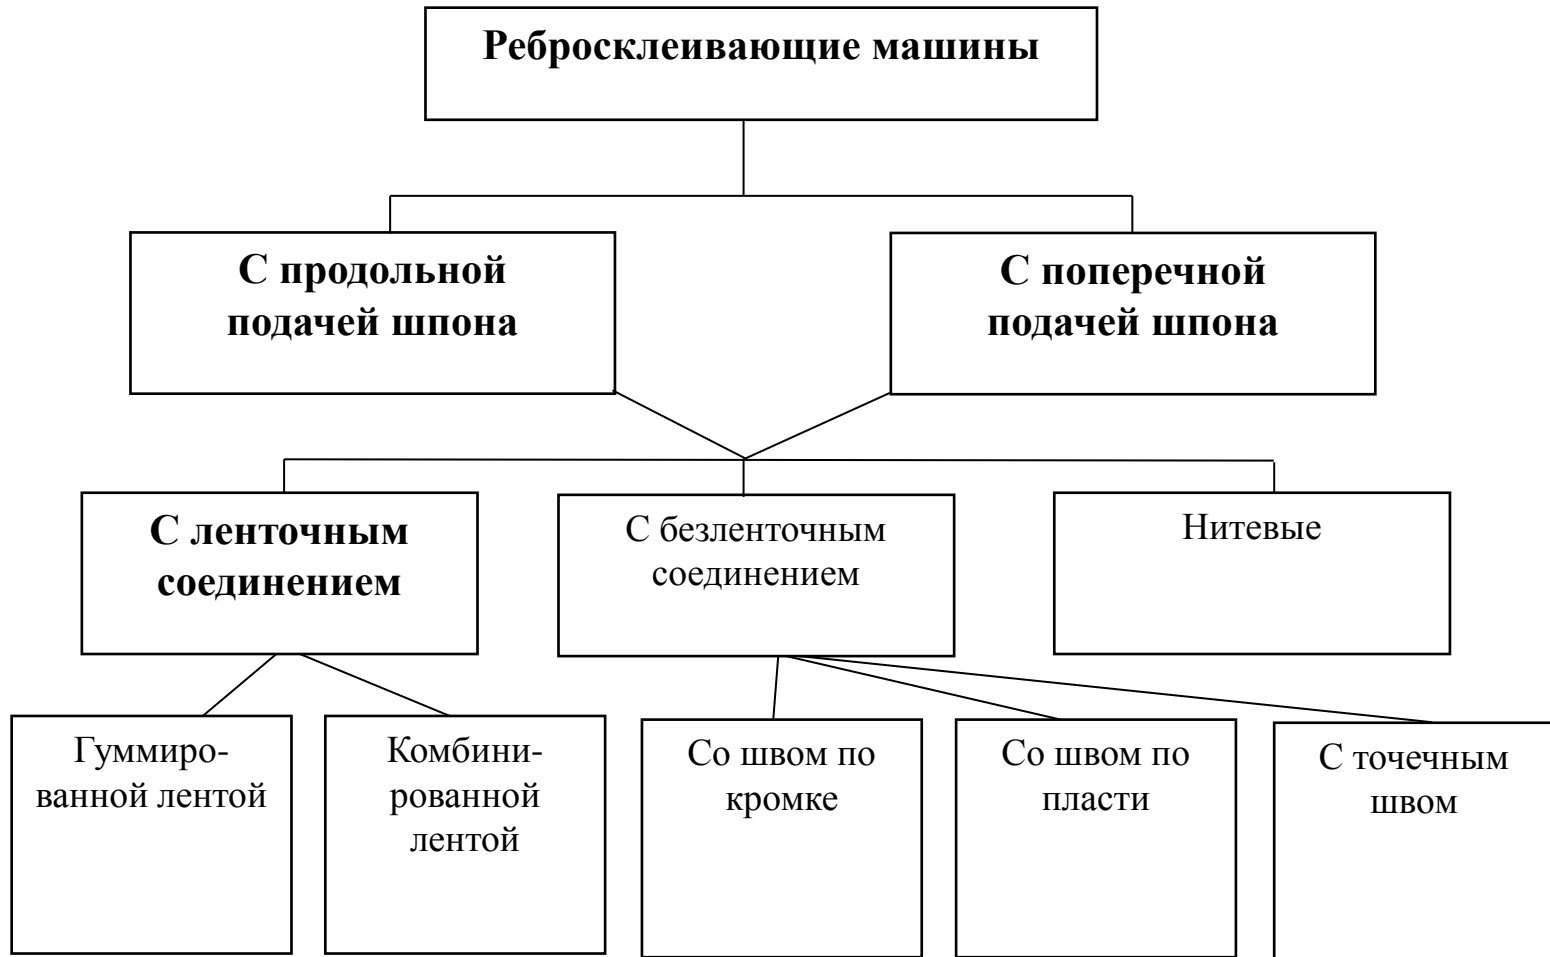 Ребросклеивающие машины
С продольной
подачей шпона
С поперечной
подачей шпона
С ленточным
соединением
С безленточным
соединением
Нитевые
Гуммиро-
ванной лентой
Комбини-
рованной
лентой
Со швом по
кромке
Со швом по
пласти
С точечным
швом